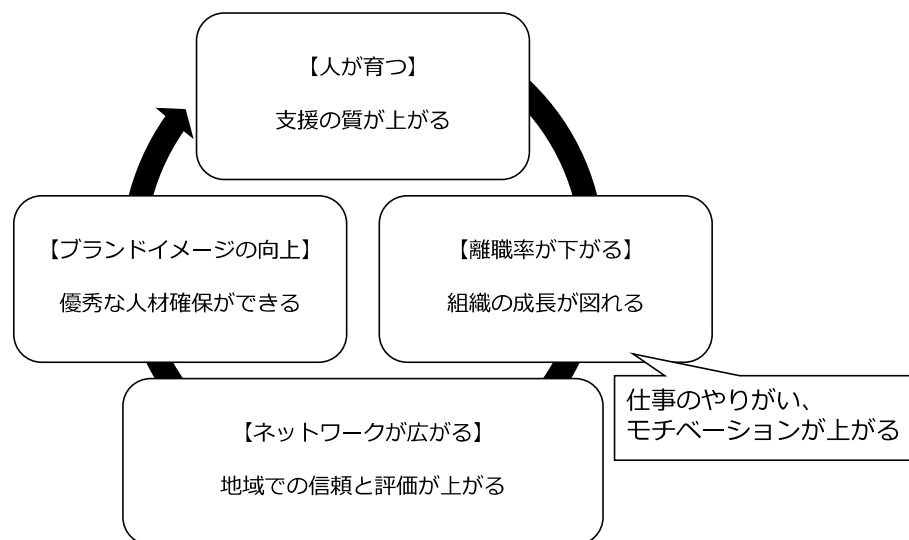 【人が育つ】
支援の質が上がる
【ブランドイメージの向上】
優秀な人材確保ができる
【離職率が下がる】
組織の成長が図れる
仕事のやりがい、
モチベーションが上がる
【ネットワークが広がる】
地域での信頼と評価が上がる